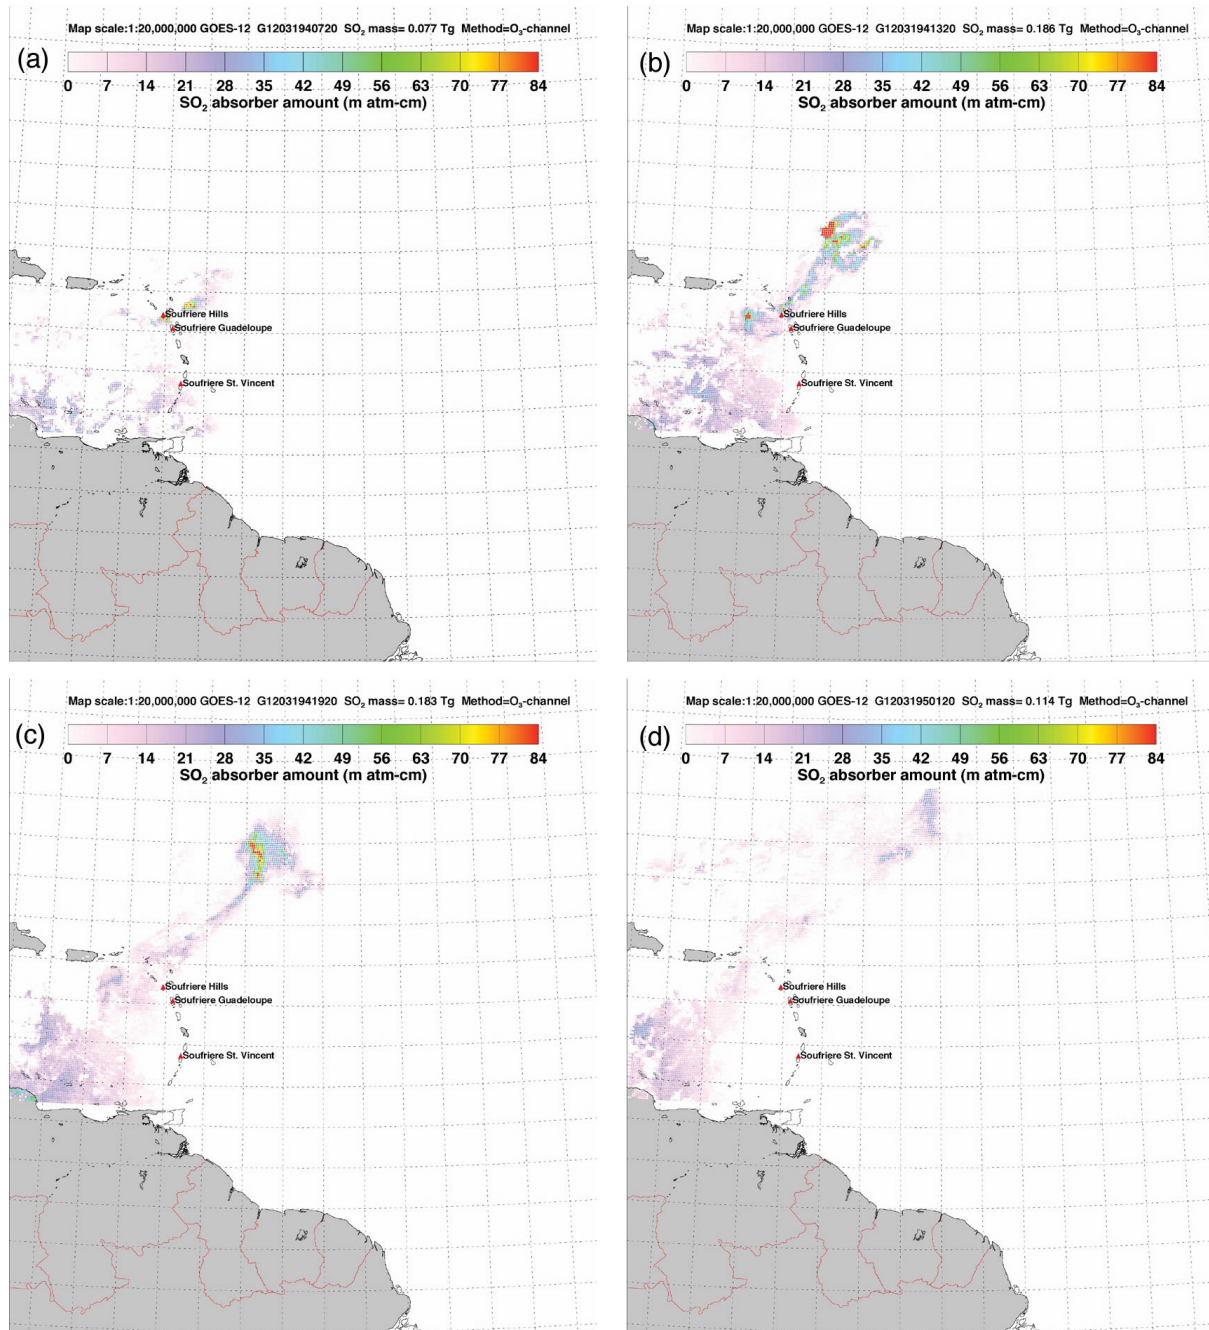 (a)
Map scale:1:20,000,000 GOES-12 G12031940720 SO₂ mass= 0.077 Tg Method=O₃-channel
0 7 14 21 28 35 42 49 56 63 70 77 84
SO₂ absorber amount (m atm-cm)
Soufriere Hills
Soufriere Guadeloupe
Soufriere St. Vincent
(b)
Map scale:1:20,000,000 GOES-12 G12031941320 SO₂ mass= 0.186 Tg Method=O₃-channel
0 7 14 21 28 35 42 49 56 63 70 77 84
SO₂ absorber amount (m atm-cm)
Soufriere Hills
Soufriere Guadeloupe
Soufriere St. Vincent
(c)
Map scale:1:20,000,000 GOES-12 G12031941920 SO₂ mass= 0.183 Tg Method=O₃-channel
0 7 14 21 28 35 42 49 56 63 70 77 84
SO₂ absorber amount (m atm-cm)
Soufriere Hills
Soufriere Guadeloupe
Soufriere St. Vincent
(d)
Map scale:1:20,000,000 GOES-12 G12031950120 SO₂ mass= 0.114 Tg Method=O₃-channel
0 7 14 21 28 35 42 49 56 63 70 77 84
SO₂ absorber amount (m atm-cm)
Soufriere Hills
Soufriere Guadeloupe
Soufriere St. Vincent